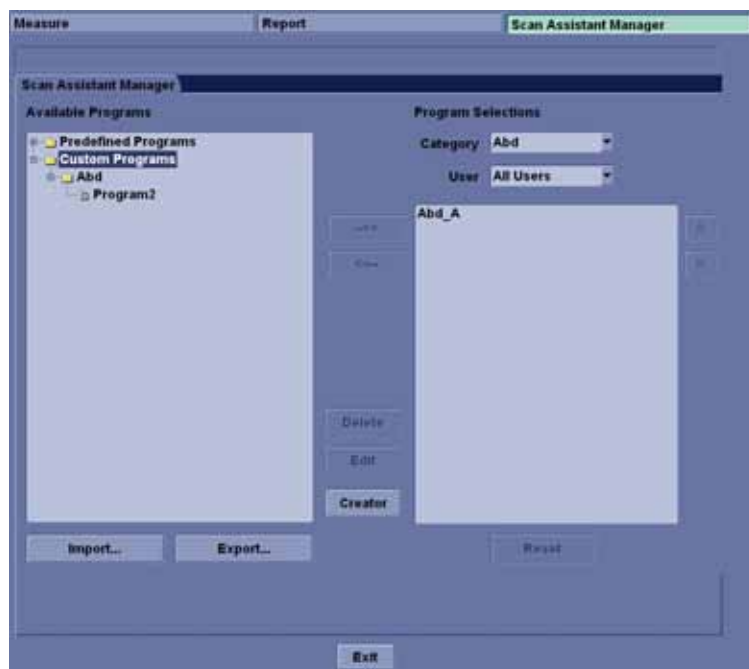 Measure
Report
Scan Assistant Manager
Scan Assistant Manager
Available Programs
Predefined Programs
Custom Programs
Abd
Program2
Program Selections
Category Abd
User All Users
Abd_A
Delete
Edit
Creator
Import...
Export...
Reset
Exit